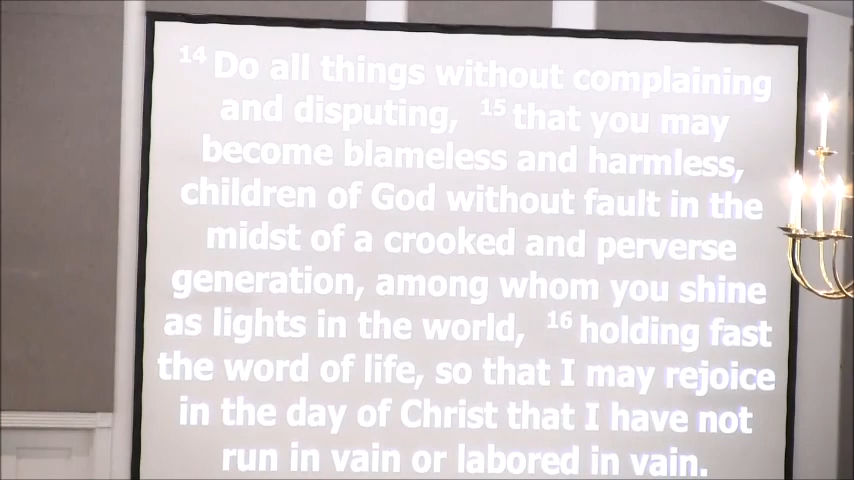 14 Do all things without complaining
and disputing, 15 that you may
become blameless and harmless,
children of God without fault in the
midst of a crooked and perverse
generation, among whom you shine
as lights in the world, 16 holding fast
the word of life, so that I may rejoice
in the day of Christ that I have not
run in vain or labored in vain.